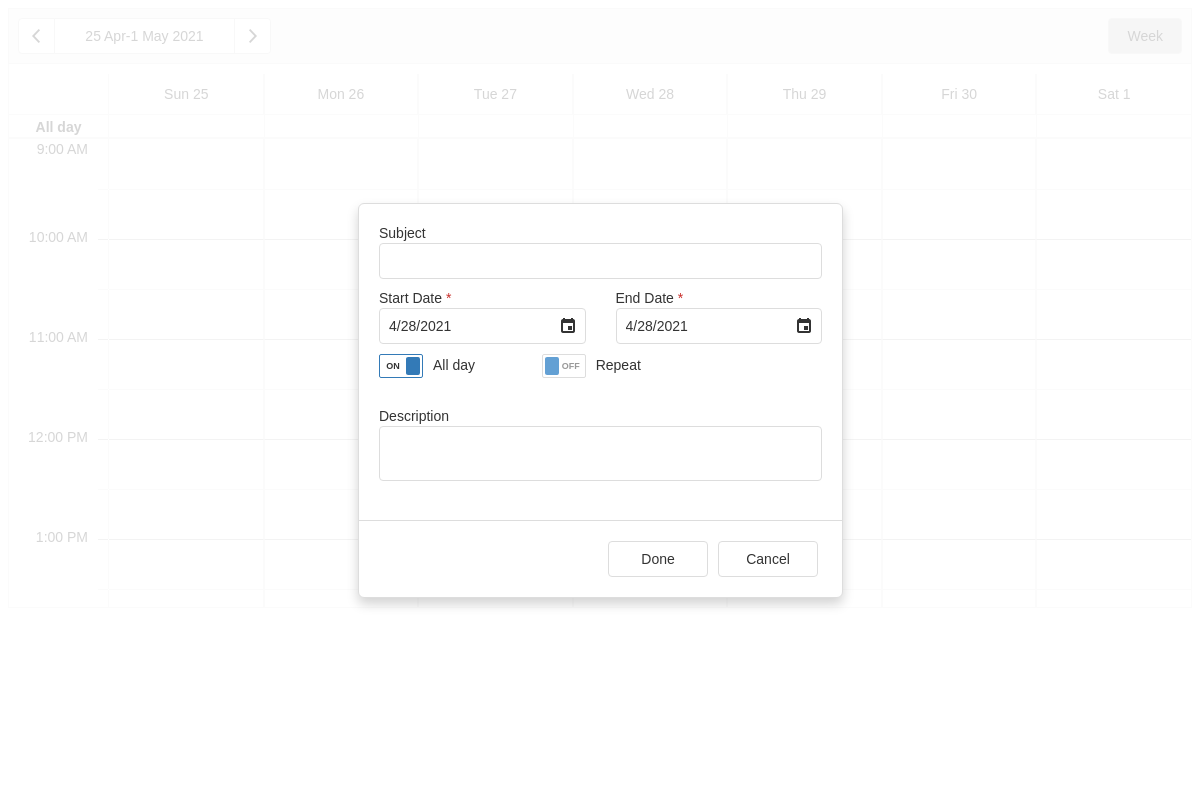 25 Apr-1 May 2021
Week
Sun 25 Mon 26 Tue 27 Wed 28 Thu 29 Fri 30 Sat 1
All day
9:00 AM
10:00 AM
11:00 AM
12:00 PM
1:00 PM
Subject
Start Date * End Date *
4/28/2021 4/28/2021
ON All day OFF Repeat
Description
Done Cancel